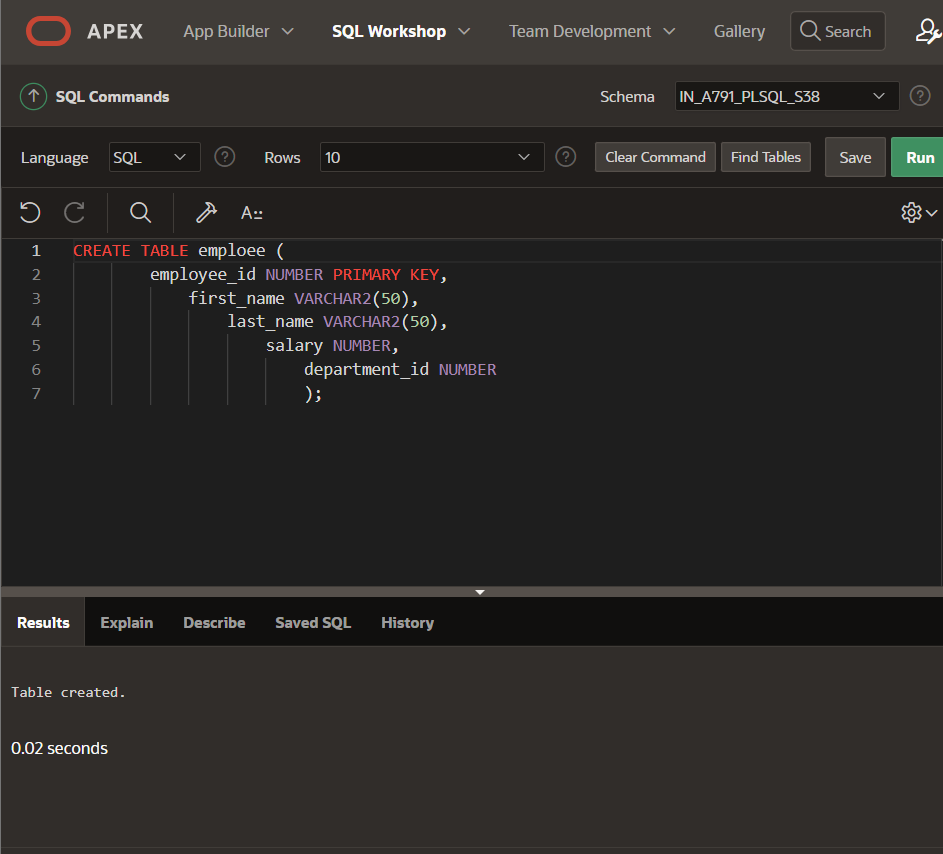 APEX App Builder SQL Workshop Team Development Gallery Search
SQL Commands Schema IN_A791_PLSQL_S38 ?
Language SQL ? Rows 10 ? Clear Command Find Tables Save Run
A::
1 CREATE TABLE emploee (
2 employee_id NUMBER PRIMARY KEY,
3 first_name VARCHAR2(50),
4 last_name VARCHAR2(50),
5 salary NUMBER,
6 department_id NUMBER
7 );
Results Explain Describe Saved SQL History
Table created.
0.02 seconds